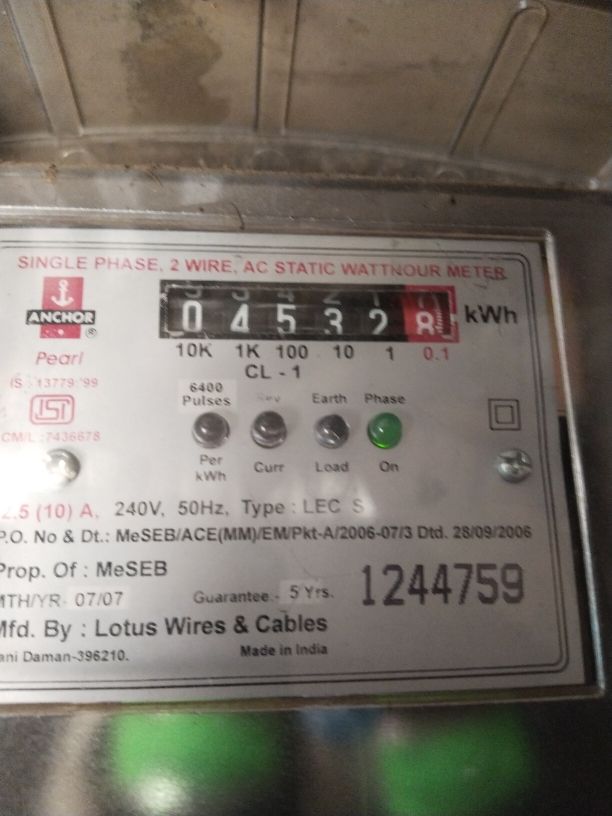 SINGLE PHASE, 2 WIRE, AC STATIC WATTHOUR METER
ANCHOR ®
Pearl
045328 kWh
10K 1K 100 10 1 0.1
CL - 1
IS : 13779 '99
ISI
CM/L :7436678
6400 Pulses Per kWh
Rev Curr
Earth Load
Phase On
2.5 (10) A, 240V, 50Hz, Type : LEC S
P.O. No & Dt.: MeSEB/ACE(MM)/EM/Pkt-A/2006-07/3 Dtd. 28/09/2006
Prop. Of : MeSEB
MTH/YR- 07/07 Guarantee.- 5 Yrs.
1244759
Mfd. By : Lotus Wires & Cables
ani Daman-396210. Made in India